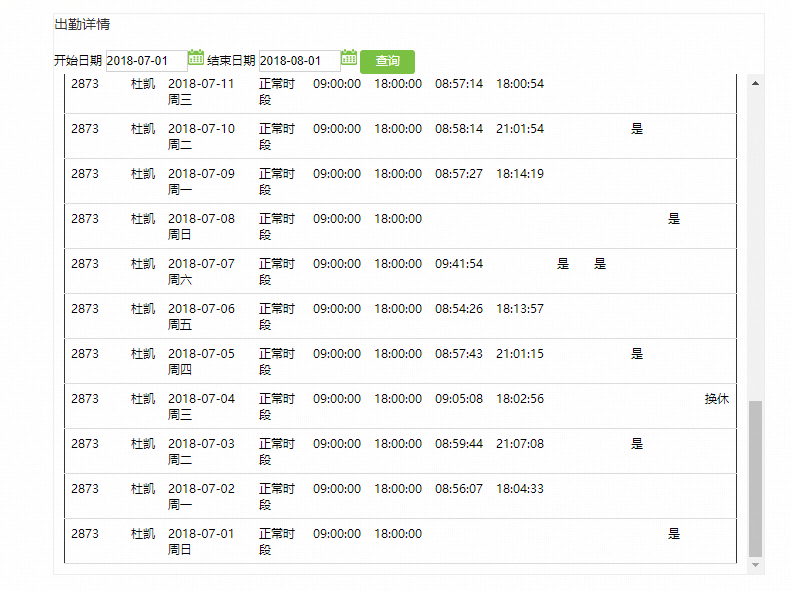 出勤详情
开始日期 2018-07-01 结束日期 2018-08-01 查询
2873 杜凯 2018-07-11 正常时 09:00:00 18:00:00 08:57:14 18:00:54
周三 段
2873 杜凯 2018-07-10 正常时 09:00:00 18:00:00 08:58:14 21:01:54 是
周二 段
2873 杜凯 2018-07-09 正常时 09:00:00 18:00:00 08:57:27 18:14:19
周一 段
2873 杜凯 2018-07-08 正常时 09:00:00 18:00:00 是
周日 段
2873 杜凯 2018-07-07 正常时 09:00:00 18:00:00 09:41:54 是 是
周六 段
2873 杜凯 2018-07-06 正常时 09:00:00 18:00:00 08:54:26 18:13:57
周五 段
2873 杜凯 2018-07-05 正常时 09:00:00 18:00:00 08:57:43 21:01:15 是
周四 段
2873 杜凯 2018-07-04 正常时 09:00:00 18:00:00 09:05:08 18:02:56 换休
周三 段
2873 杜凯 2018-07-03 正常时 09:00:00 18:00:00 08:59:44 21:07:08 是
周二 段
2873 杜凯 2018-07-02 正常时 09:00:00 18:00:00 08:56:07 18:04:33
周一 段
2873 杜凯 2018-07-01 正常时 09:00:00 18:00:00 是
周日 段